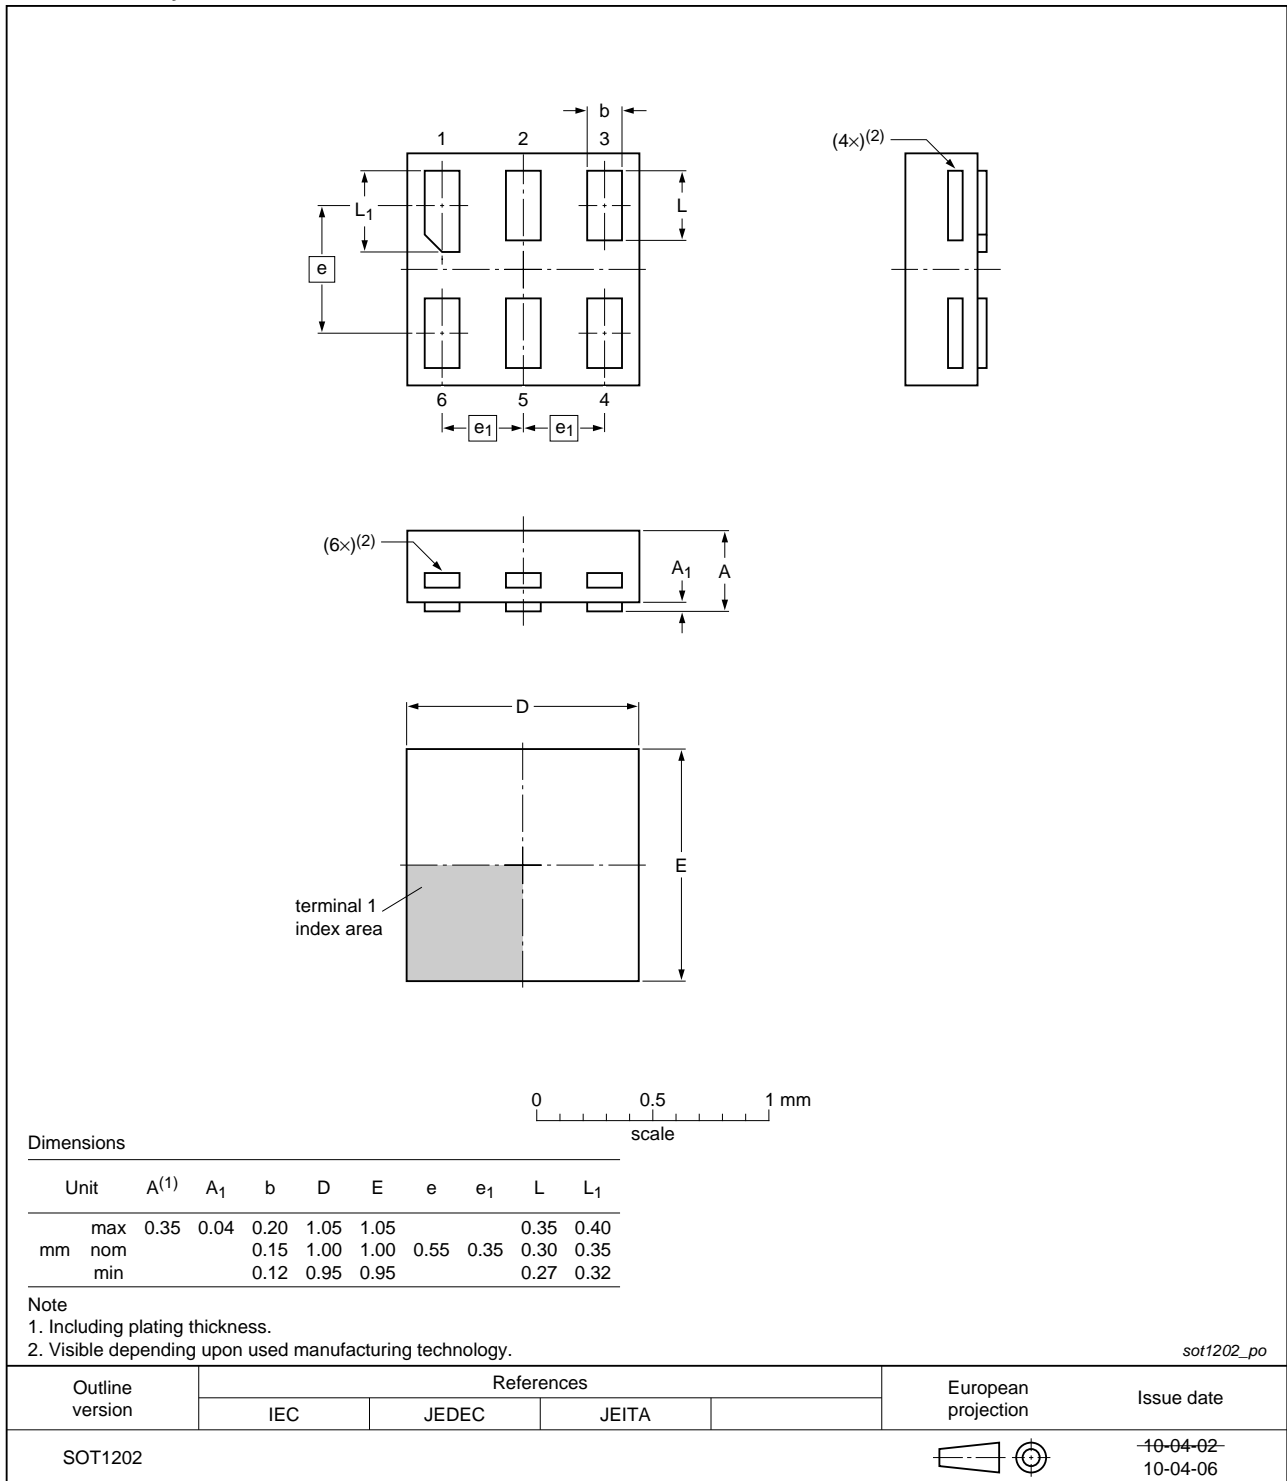 b
1 2 3
(4×)(2)
L1
L
e
6 5 4
e1 e1
(6×)(2)
A1 A
D
E
terminal 1
index area
0 0.5 1 mm
scale
Dimensions
Unit A(1) A1 b D E e e1 L L1
max 0.35 0.04 0.20 1.05 1.05 0.35 0.40
mm nom 0.15 1.00 1.00 0.55 0.35 0.30 0.35
min 0.12 0.95 0.95 0.27 0.32
Note
1. Including plating thickness.
2. Visible depending upon used manufacturing technology.
sot1202_po
Outline
version
References
IEC JEDEC JEITA
European
projection
Issue date
SOT1202
10-04-02
10-04-06